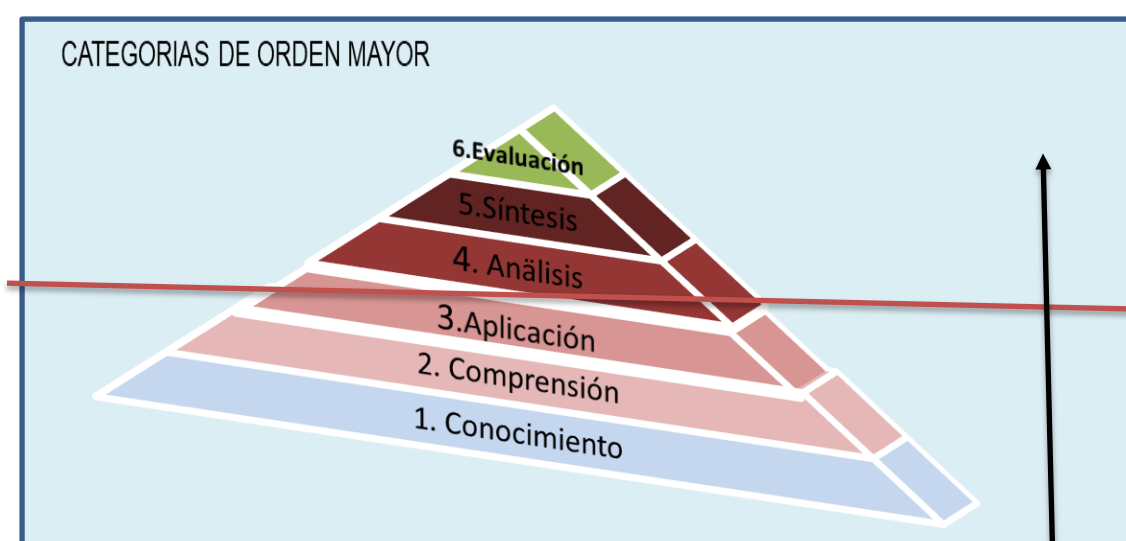 CATEGORIAS DE ORDEN MAYOR
6.Evaluación
5.Síntesis
4. Anälisis
3.Aplicación
2. Comprensión
1. Conocimiento